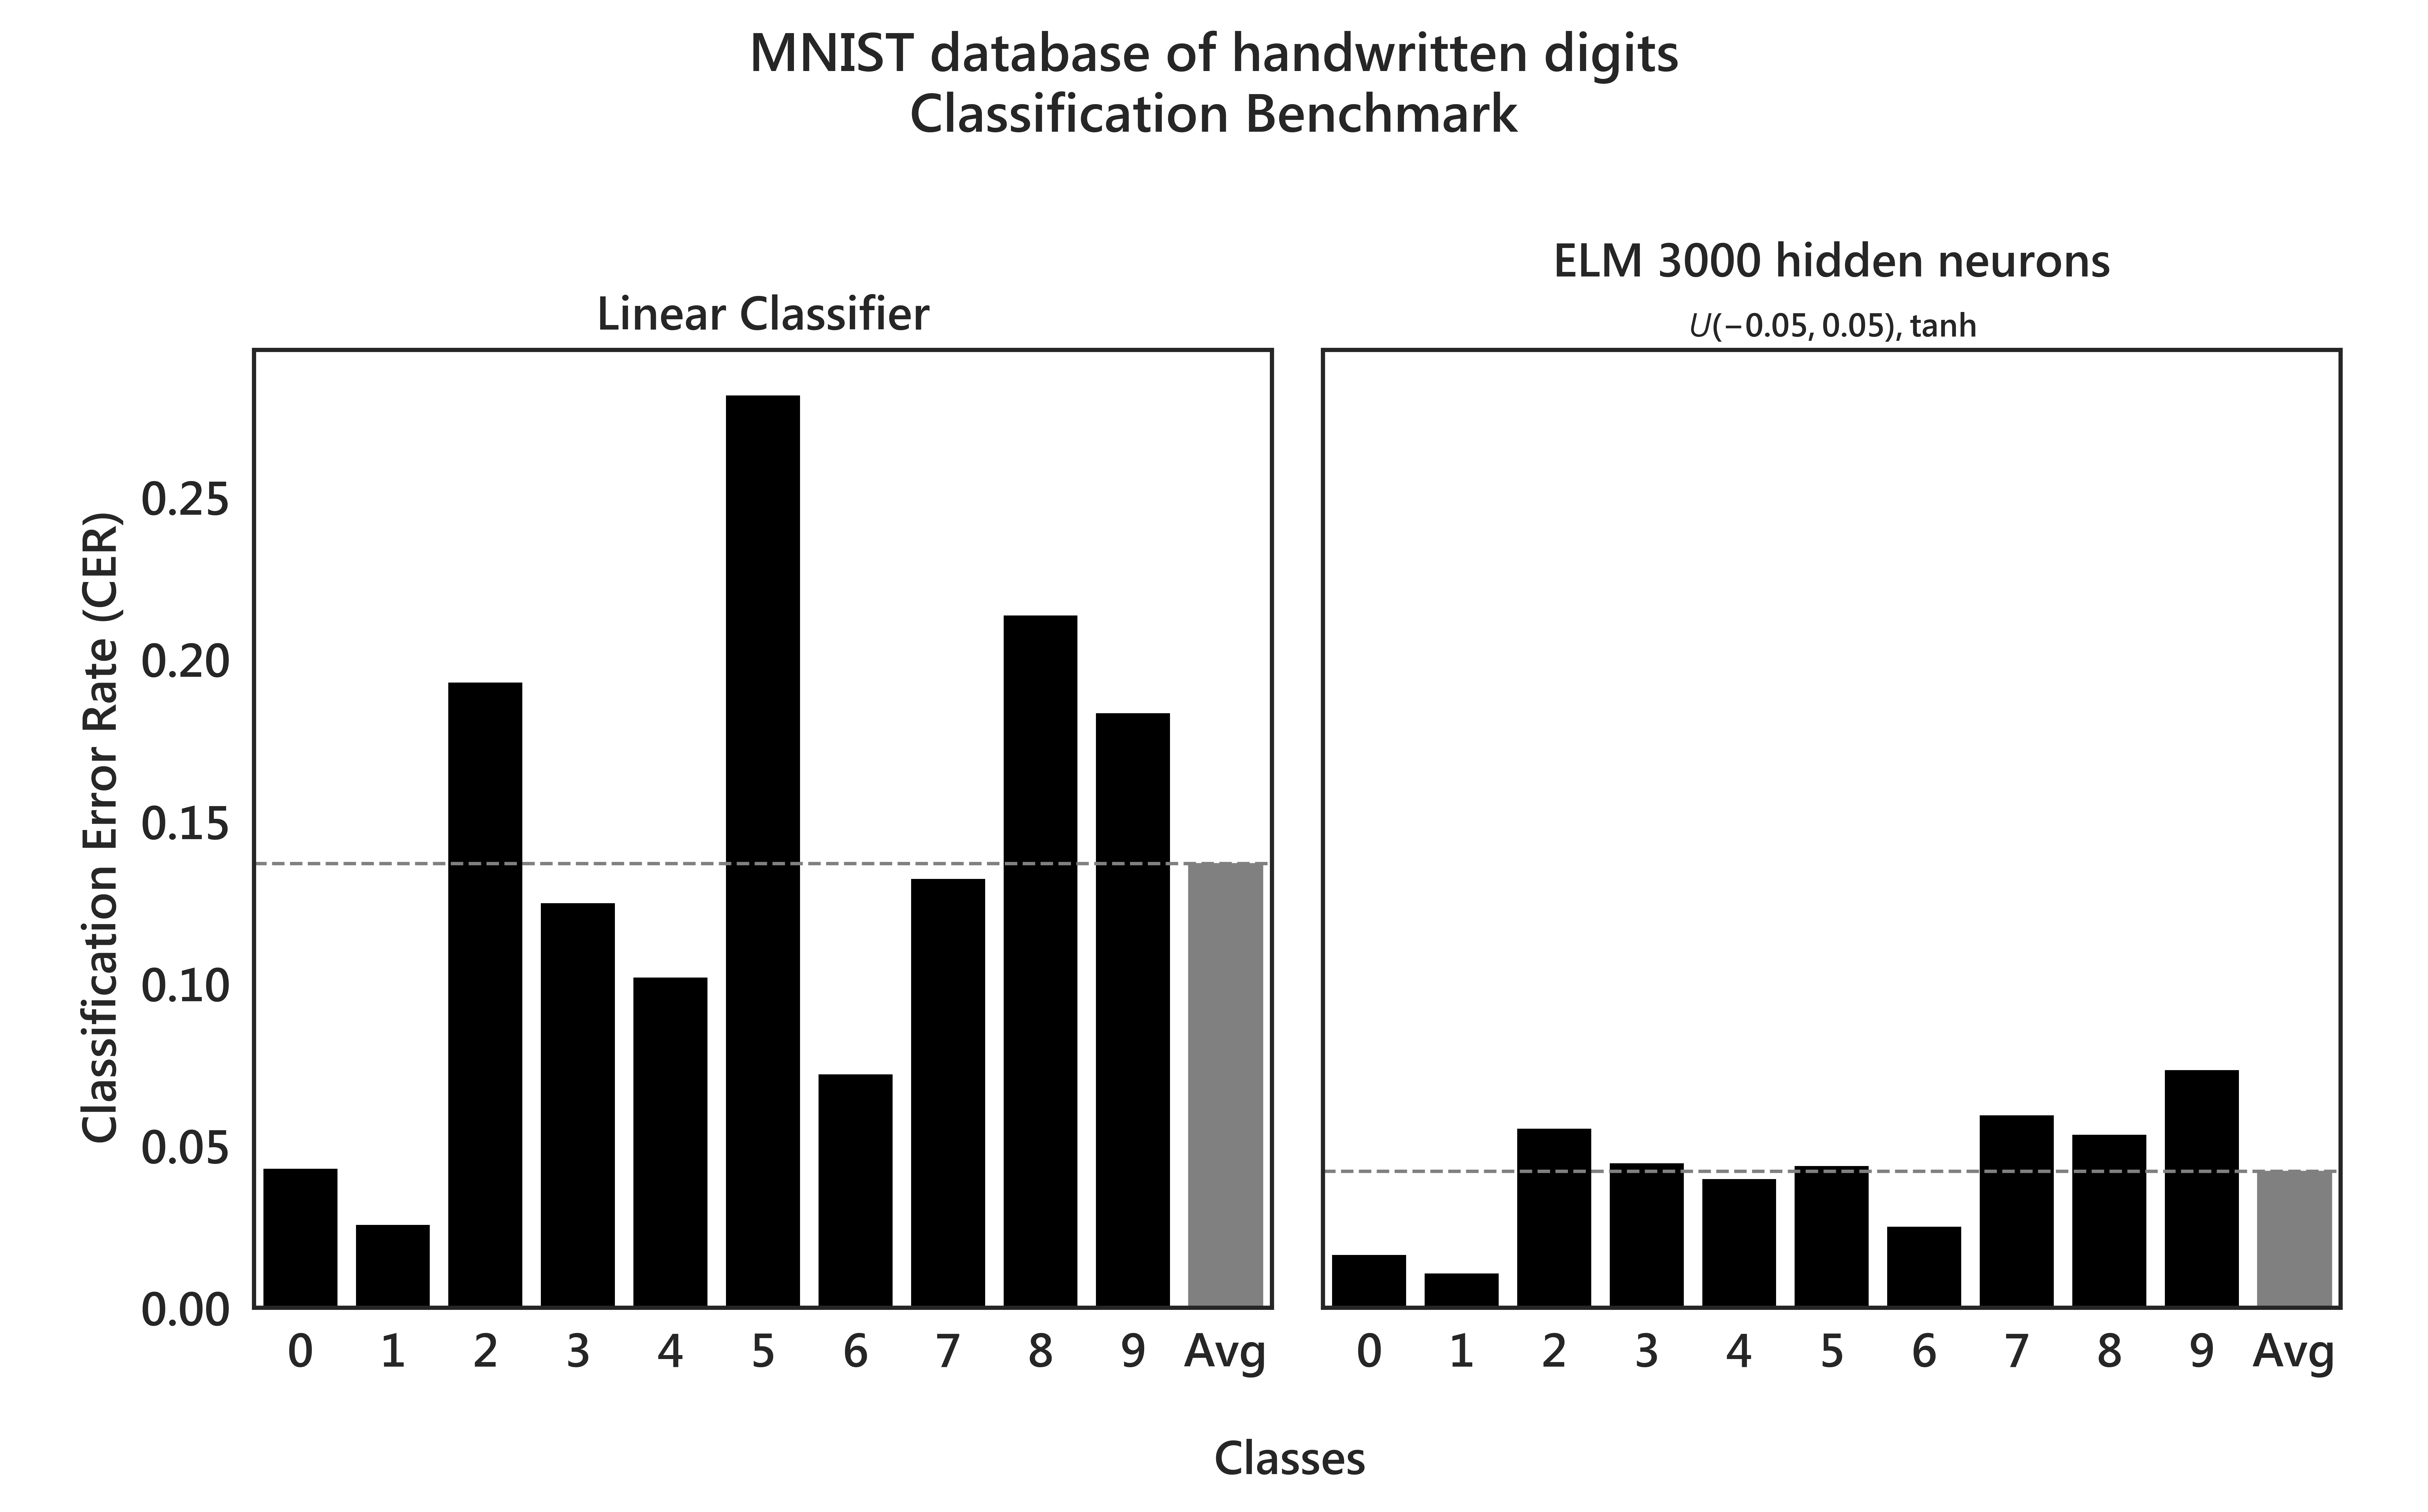 MNIST database of handwritten digits
Classification Benchmark
Linear Classifier
ELM 3000 hidden neurons
U(−0.05, 0.05), tanh
Classification Error Rate (CER)
0.25
0.20
0.15
0.10
0.05
0.00
0 1 2 3 4 5 6 7 8 9 Avg
0 1 2 3 4 5 6 7 8 9 Avg
Classes